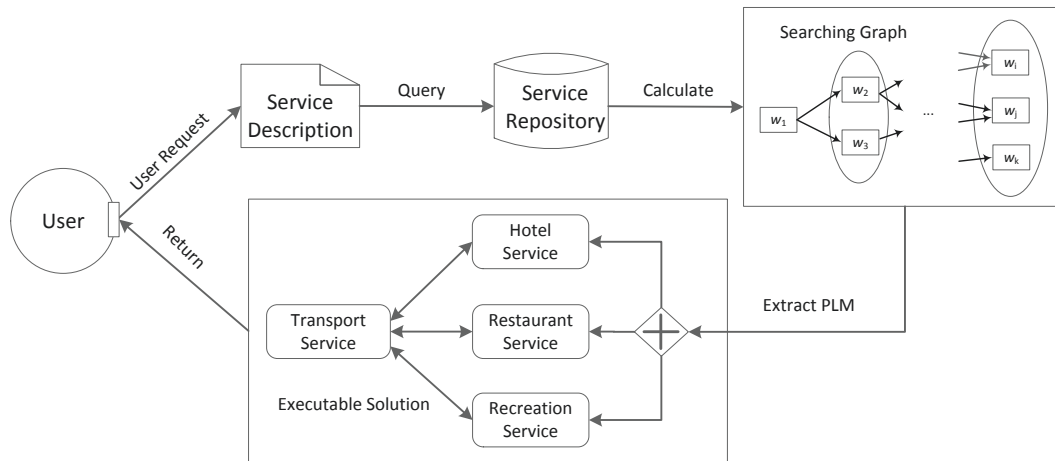 Searching Graph
w1
w2
w3
...
wi
wj
wk
Service
Description
Query
Service
Repository
Calculate
User Request
User
Return
Extract PLM
Hotel
Service
Transport
Service
Restaurant
Service
Recreation
Service
Executable Solution